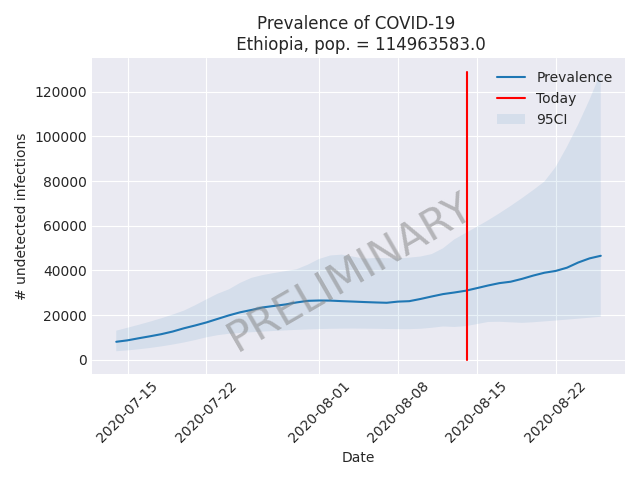 Prevalence of COVID-19
Ethiopia, pop. = 114963583.0
Prevalence
Today
95CI
120000
100000
80000
60000
40000
20000
0
# undetected infections
PRELIMINARY
2020-07-15
2020-07-22
2020-08-01
2020-08-08
2020-08-15
2020-08-22
Date